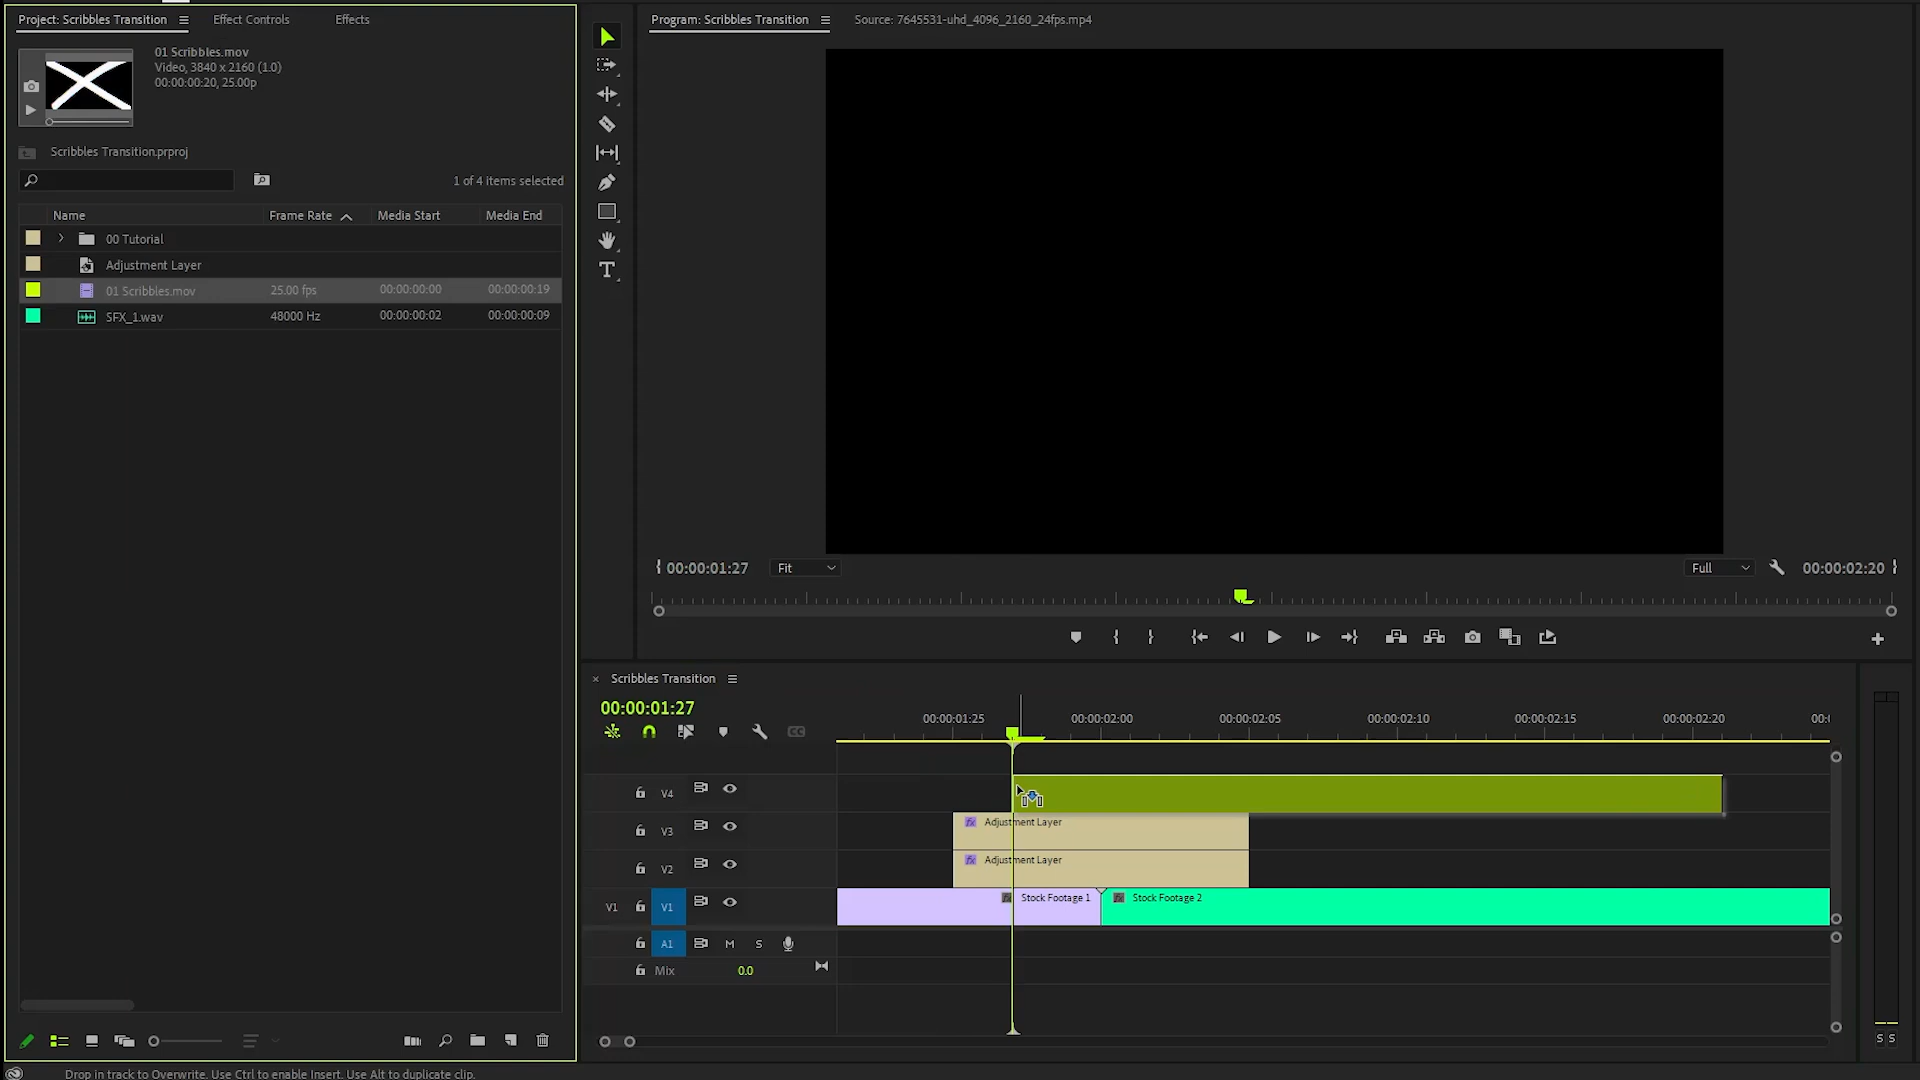 Project: Scribbles Transition
Effect Controls
Effects
01 Scribbles.mov
Video, 3840 x 2160 (1.0)
00:00:00:20, 25.00p
Scribbles Transition.prproj
1 of 4 items selected
Name
Frame Rate
Media Start
Media End
00 Tutorial
Adjustment Layer
01 Scribbles.mov
25.00 fps
00:00:00:00
00:00:00:19
SFX_1.wav
48000 Hz
00:00:00:02
00:00:00:09
Program: Scribbles Transition
Source: 7645531-uhd_4096_2160_24fps.mp4
T
00:00:01:27
Fit
Full
00:00:02:20
× Scribbles Transition
00:00:01:27
CC
00:00:01:25
00:00:02:00
00:00:02:05
00:00:02:10
00:00:02:15
00:00:02:20
00:0
V4
V3
fx Adjustment Layer
V2
fx Adjustment Layer
V1
V1
fx Stock Footage 1
fx Stock Footage 2
A1
M
S
Mix
0.0
S S
Drop in track to Overwrite. Use Ctrl to enable Insert. Use Alt to duplicate clip.